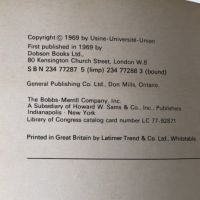 Copyright © 1969 by Usine-Université-Union
First published in 1969 by
Dobson Books Ltd.,
80 Kensington Church Street, London W.8
S B N 234 77287 5 (limp) 234 77288 3 (bound)
General Publishing Co. Ltd., Don Mills, Ontario.
The Bobbs-Merrill Company, Inc.
A Subsidiary of Howard W. Sams & Co., Inc., Publishers
Indianapolis · New York
Library of Congress catalog card number LC 77-92871
Printed in Great Britain by Latimer Trend & Co. Ltd., Whitstable